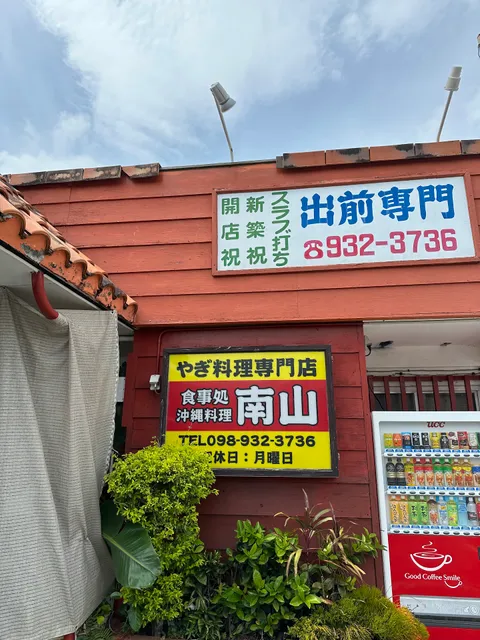 スラブ打ち
新築祝
開店祝
出前専門
☎932-3736
やぎ料理専門店
食事処
沖縄料理
南山
TEL098-932-3736
休日：月曜日
UCC
Good Coffee Smile